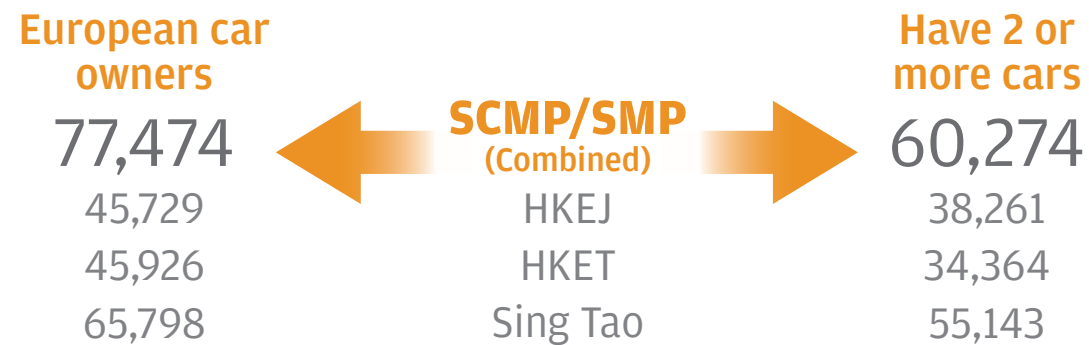 European car owners
Have 2 or more cars
77,474 SCMP/SMP (Combined) 60,274
45,729 HKEJ 38,261
45,926 HKET 34,364
65,798 Sing Tao 55,143